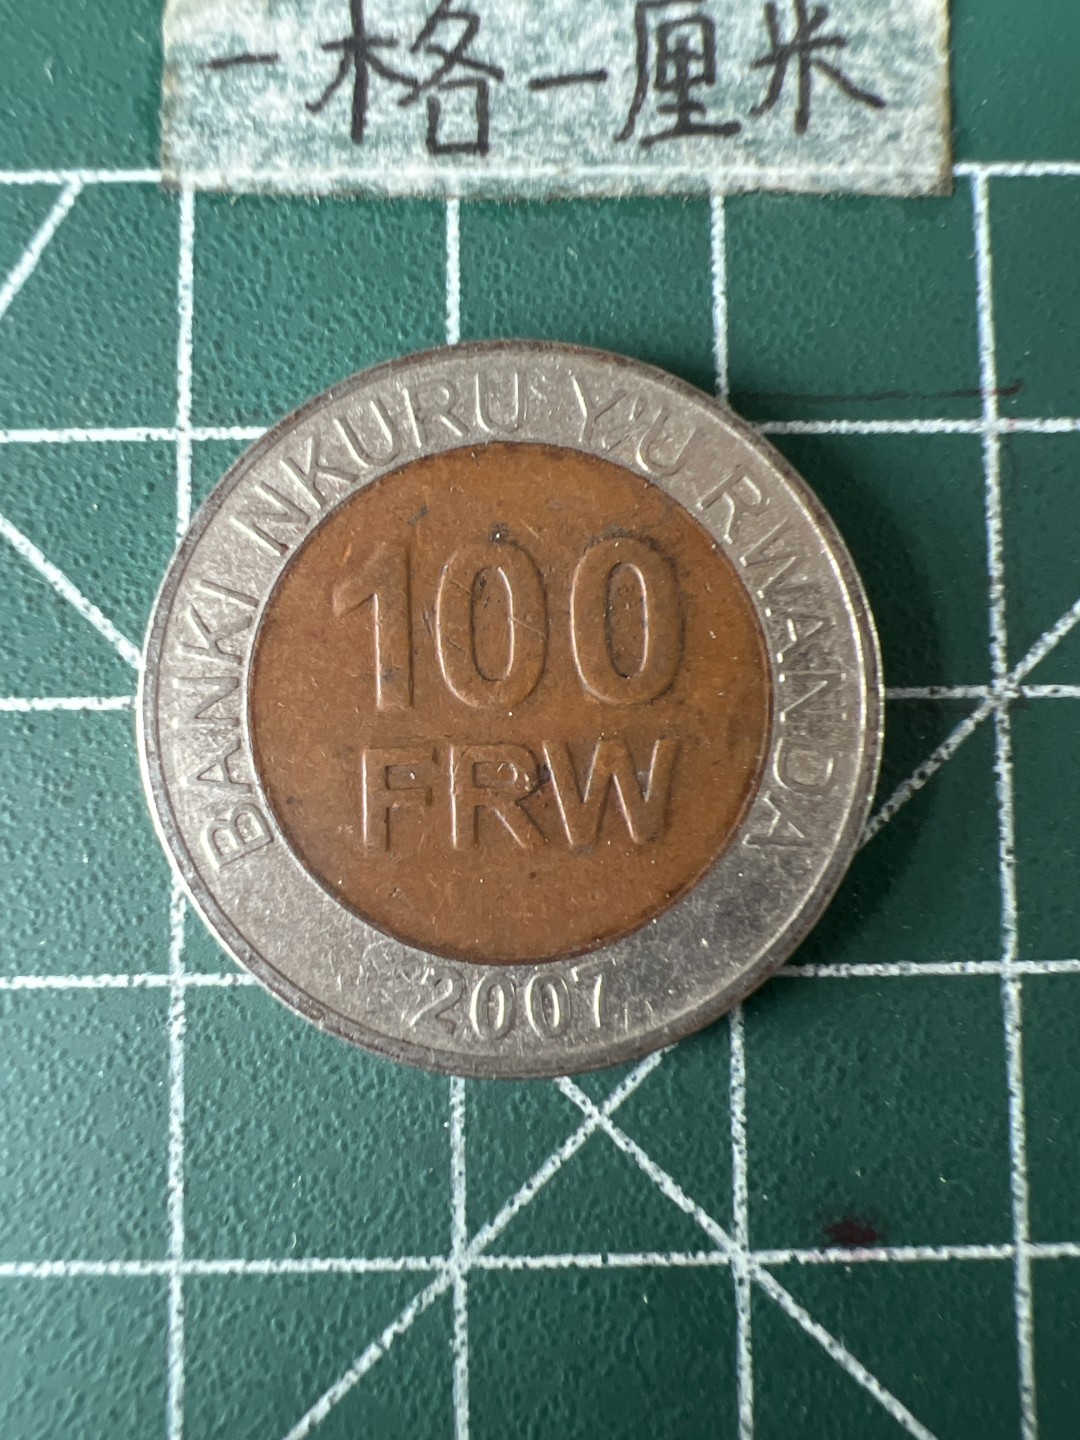 一格一厘米
BANKI NKURU Y'U RWANDA
100
FRW
2007